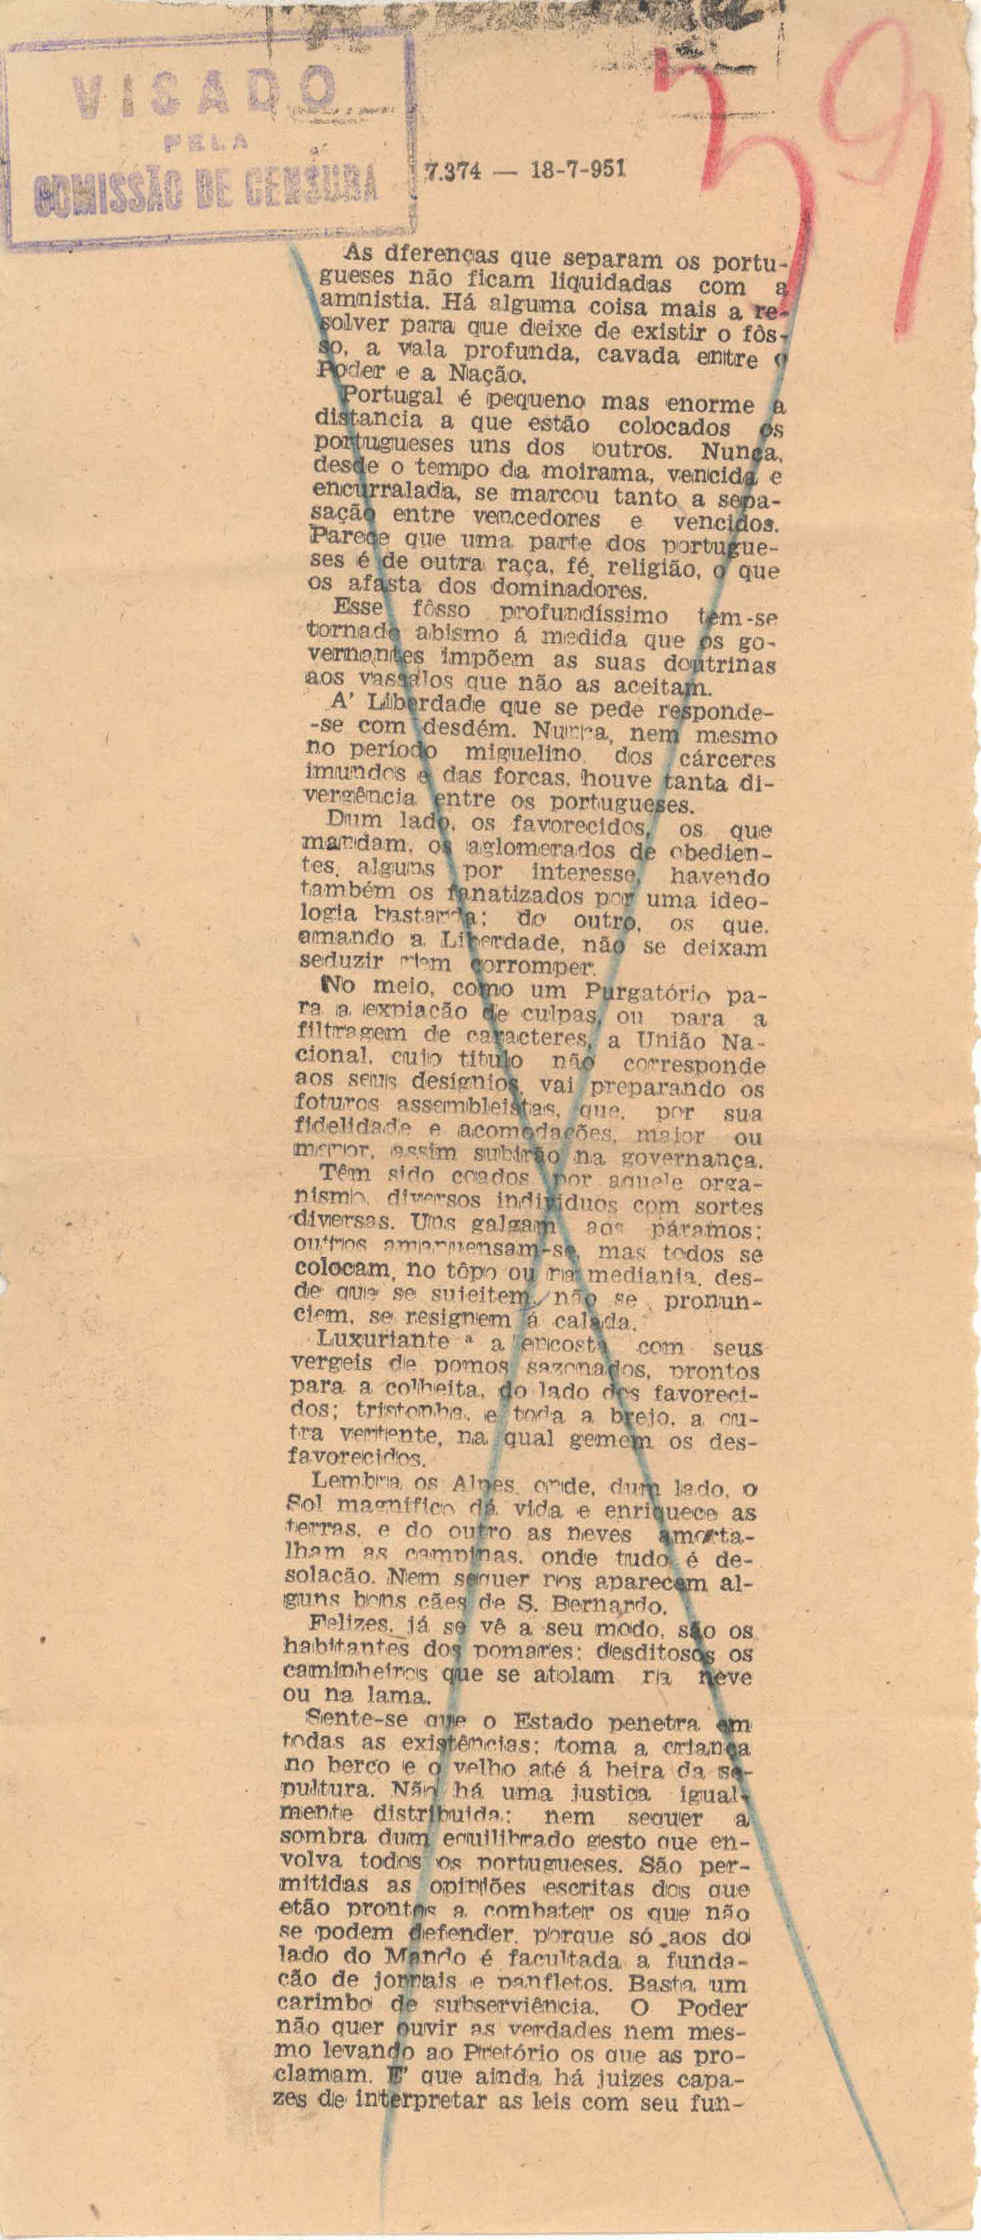 VISADO
PELA
COMISSÃO DE CENSURA
7.374 — 18-7-951
39
As dferenças que separam os portu-
gueses não ficam liquidadas com a
amnistia. Há alguma coisa mais a re-
solver para que deixe de existir o fôs-
so, a vala profunda, cavada entre o
Poder e a Nação.
Portugal é pequeno mas enorme a
distancia a que estão colocados os
portugueses uns dos outros. Nunca,
desde o tempo da moirama, vencida e
encurralada, se marcou tanto a sepa-
sação entre vencedores e vencidos.
Parece que uma parte dos portugue-
ses é de outra raça, fé, religião, o que
os afasta dos dominadores.
Esse fôsso profundíssimo tem-se
tornado abismo á medida que os go-
vernantes impõem as suas doutrinas
aos vassalos que não as aceitam.
A' Liberdade que se pede responde-
-se com desdém. Nunca, nem mesmo
no período miguelino, dos cárceres
imundos e das forcas, houve tanta di-
vergência entre os portugueses.
Dum lado, os favorecidos, os que
mandam, os aglomerados de obedien-
tes, alguns por interesse, havendo
também os fanatizados por uma ideo-
logia bastarda; do outro, os que,
amando a Liberdade, não se deixam
seduzir nem corromper.
No meio, como um Purgatório pa-
ra a expiação de culpas, ou para a
filtragem de caracteres, a União Na-
cional, cujo titulo não corresponde
aos seus desígnios, vai preparando os
foturos assembleistas, que, por sua
fidelidade e acomodações, maior ou
menor, assim subirão na governança.
Têm sido coados por aquele orga-
nismo, diversos individuos com sortes
diversas. Uns galgam aos páramos;
outros amanuensam-se, mas todos se
colocam, no tôpo ou na mediania, des-
de que se sujeitem, não se pronun-
ciem, se resignem á calada.
Luxuriante a encosta com seus
vergeis de pomos sazonados, prontos
para a colheita, do lado dos favoreci-
dos; tristonha, e toda a brejo, a ou-
tra vertente, na qual gemem os des-
favorecidos.
Lembra os Alpes, onde, dum lado, o
Sol magnífico dá vida e enriquece as
terras, e do outro as neves amorta-
lham as campinas, onde tudo é de-
solação. Nem sequer nos aparecem al-
guns bons cães de S. Bernardo.
Felizes, já se vê a seu modo, são os
habitantes dos pomares; desditosos os
caminheiros que se atolam na neve
ou na lama.
Sente-se que o Estado penetra em
todas as existências; toma a criança
no berço e o velho até á beira da se-
pultura. Não há uma justiça igual-
mente distribuida; nem sequer a
sombra dum equilibrado gesto que en-
volva todos os portugueses. São per-
mitidas as opiniões escritas dos que
etão prontos a combater os que não
se podem defender, porque só aos do
lado do Mando é facultada a funda-
ção de jornais e panfletos. Basta um
carimbo de subserviência. O Poder
não quer ouvir as verdades nem mes-
mo levando ao Pretório os que as pro-
clamam. E' que ainda há juizes capa-
zes de interpretar as leis com seu fun-